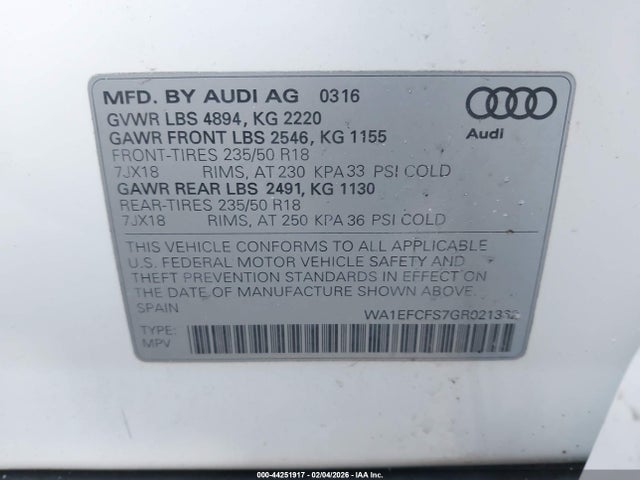 MFD. BY AUDI AG 0316
GVWR LBS 4894, KG 2220
GAWR FRONT LBS 2546, KG 1155
FRONT-TIRES 235/50 R18
7JX18 RIMS, AT 230 KPA 33 PSI COLD
GAWR REAR LBS 2491, KG 1130
REAR-TIRES 235/50 R18
7JX18 RIMS, AT 250 KPA 36 PSI COLD
Audi
THIS VEHICLE CONFORMS TO ALL APPLICABLE
U.S. FEDERAL MOTOR VEHICLE SAFETY AND
THEFT PREVENTION STANDARDS IN EFFECT ON
THE DATE OF MANUFACTURE SHOWN ABOVE.
SPAIN
TYPE:
MPV
000-44251917 - 02/04/2026 - IAA Inc.